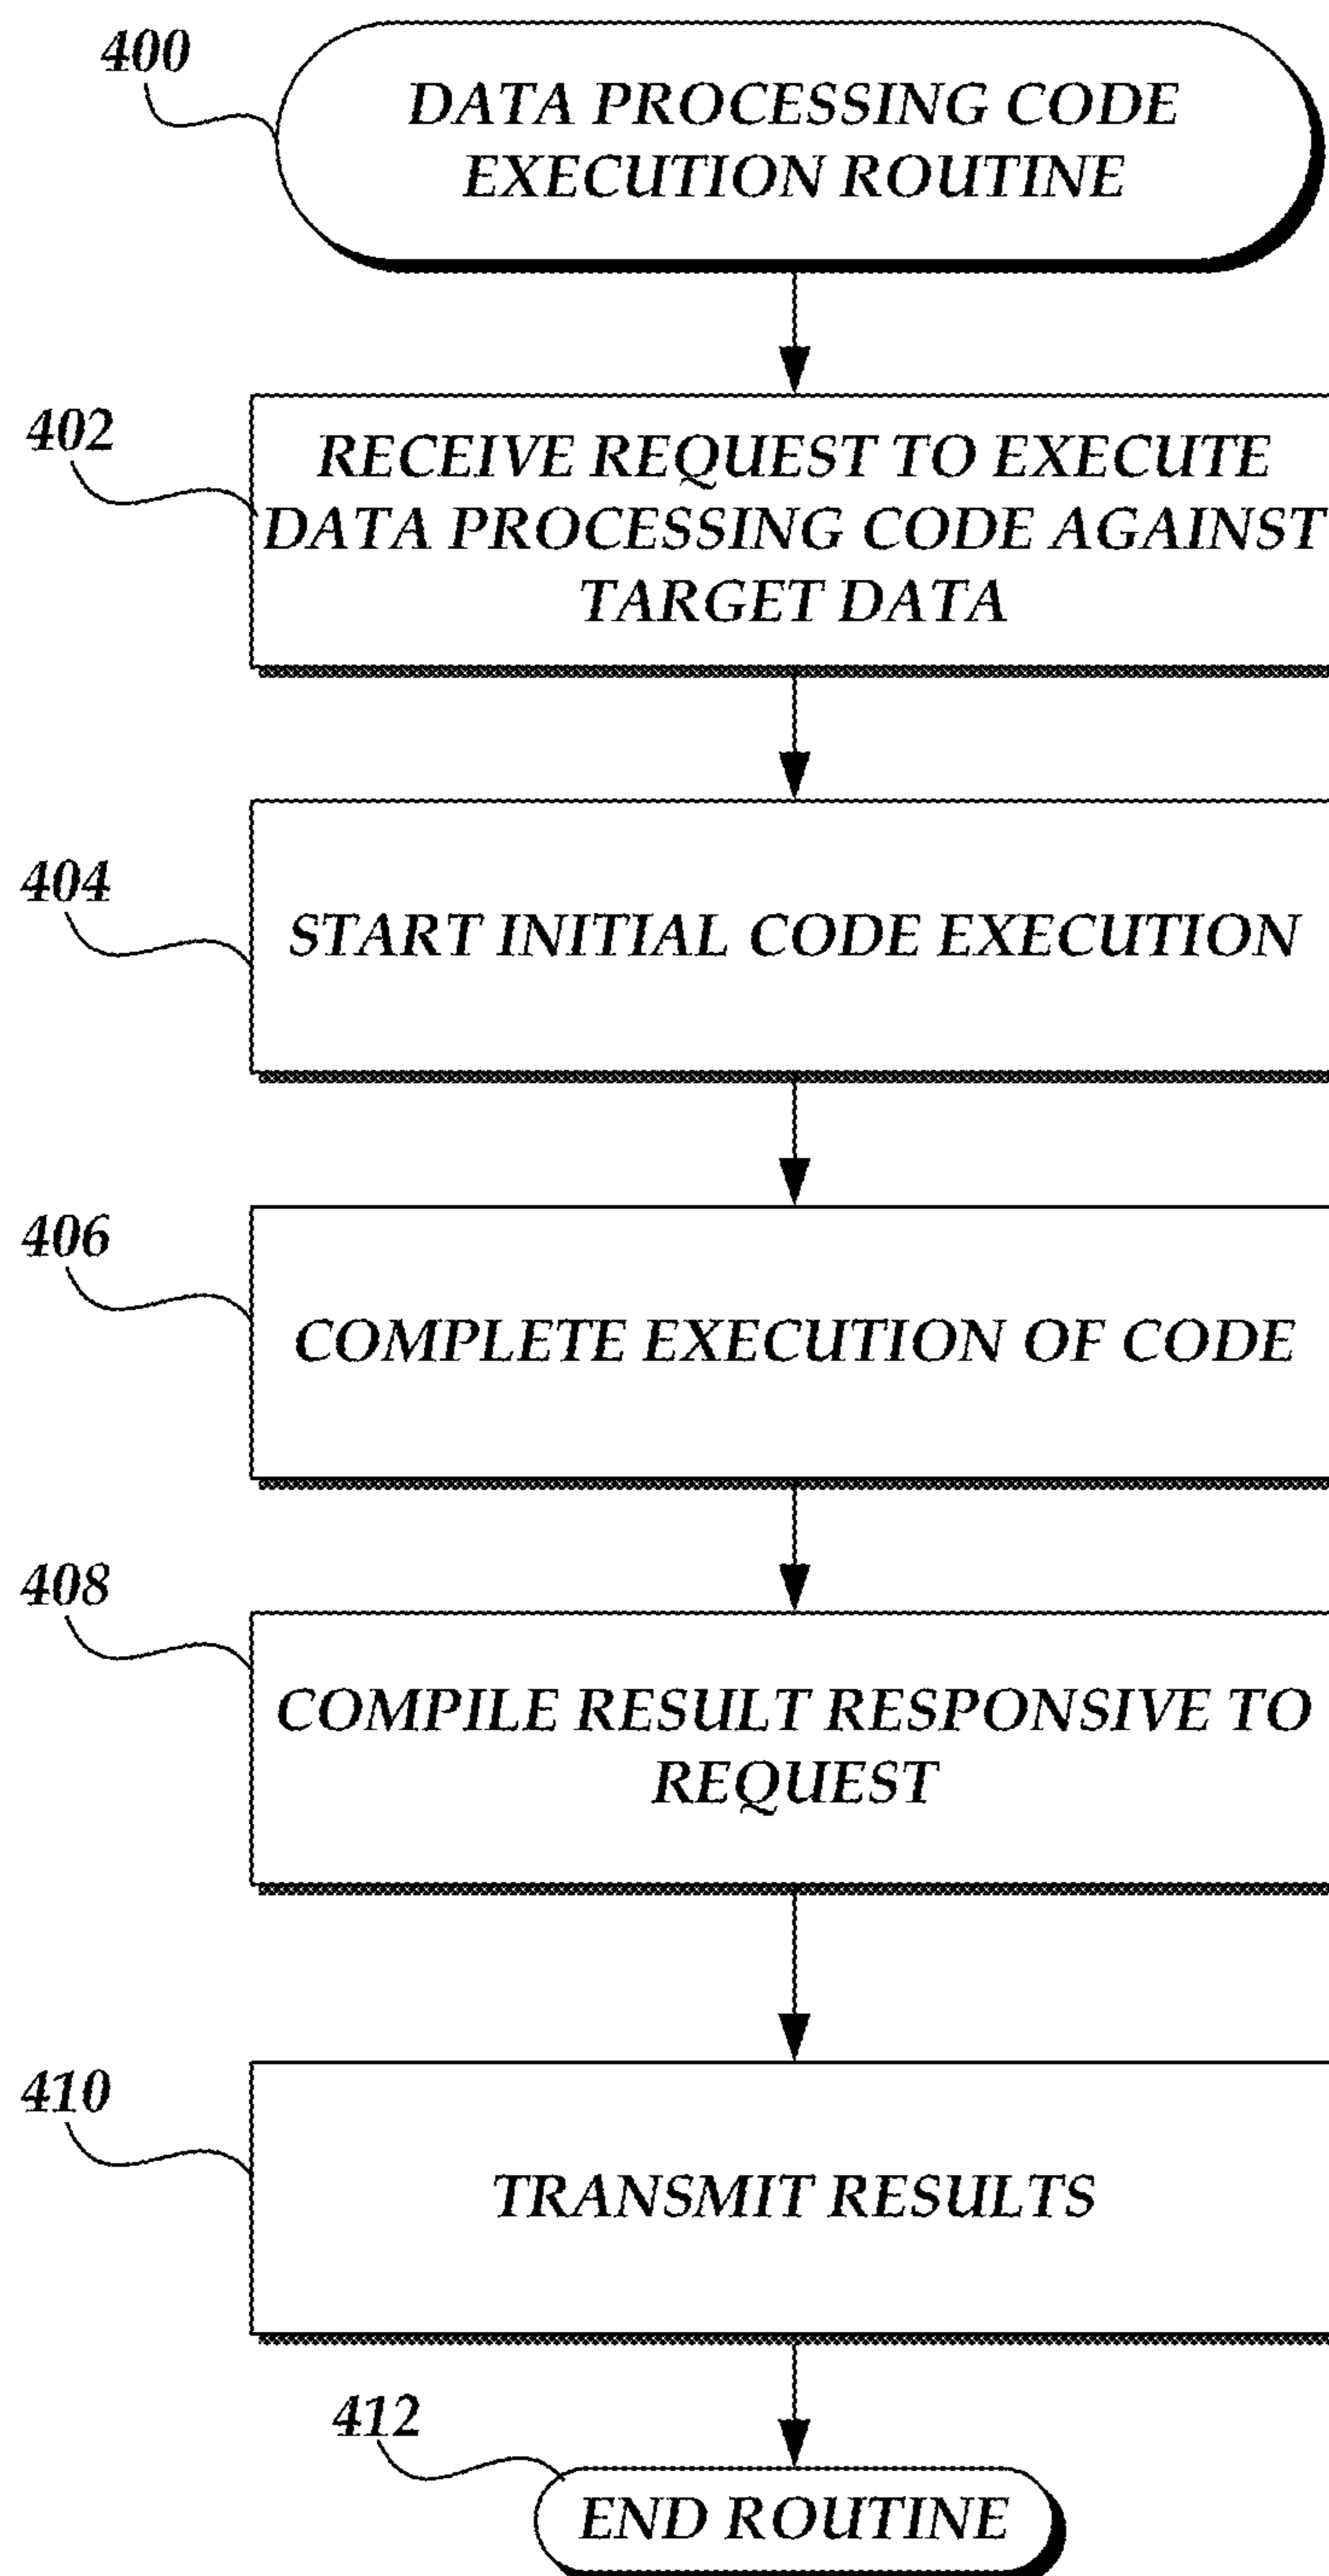 400
DATA PROCESSING CODE
EXECUTION ROUTINE
402
RECEIVE REQUEST TO EXECUTE
DATA PROCESSING CODE AGAINST
TARGET DATA
404
START INITIAL CODE EXECUTION
406
COMPLETE EXECUTION OF CODE
408
COMPILE RESULT RESPONSIVE TO
REQUEST
410
TRANSMIT RESULTS
412
END ROUTINE